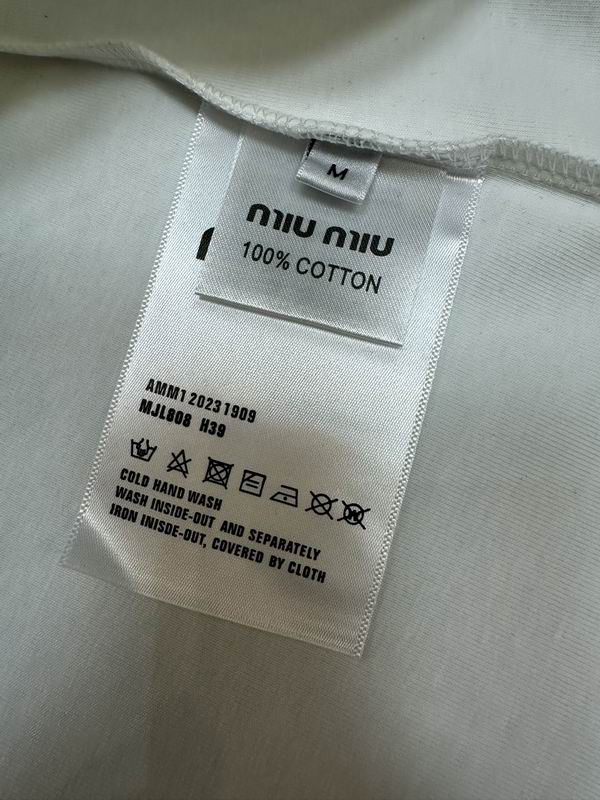 M
MIU MIU
100% COTTON
AMM120231909
MJL808 H39
COLD HAND WASH
WASH INSIDE-OUT AND SEPARATELY
IRON INISDE-OUT, COVERED BY CLOTH